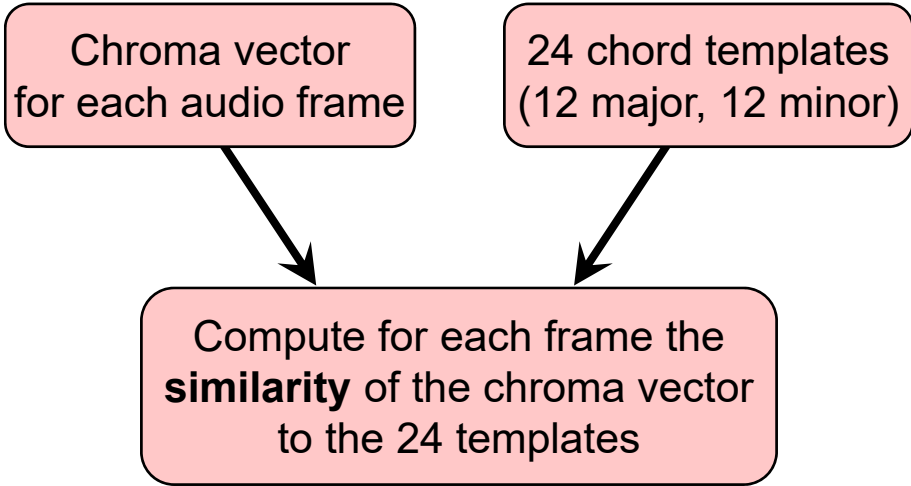 Chroma vector
for each audio frame
24 chord templates
(12 major, 12 minor)
Compute for each frame the
similarity of the chroma vector
to the 24 templates